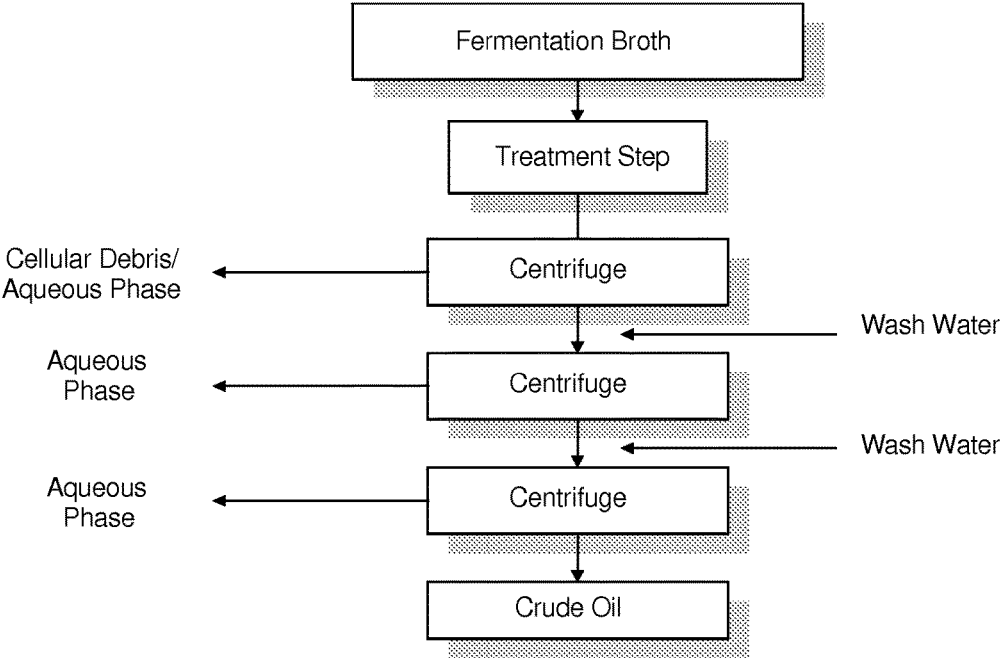 Fermentation Broth
Treatment Step
Cellular Debris/
Aqueous Phase
Centrifuge
Wash Water
Aqueous
Phase
Centrifuge
Wash Water
Aqueous
Phase
Centrifuge
Crude Oil